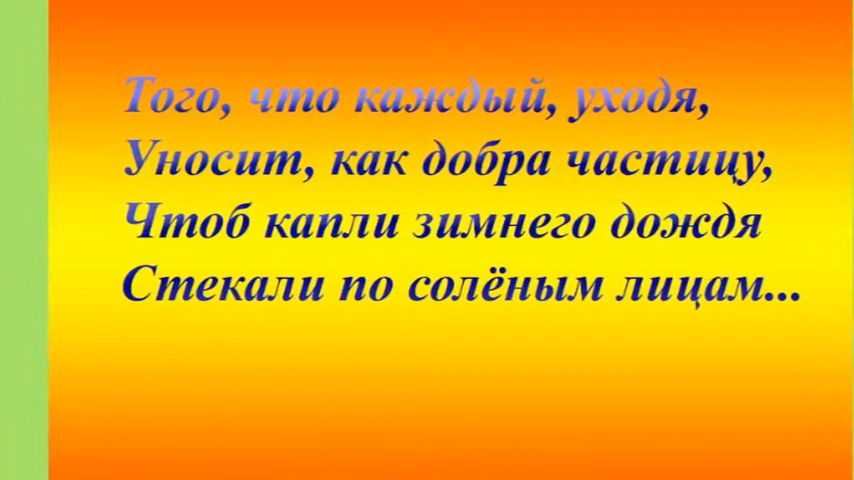 Того, что каждый, уходя,
Уносит, как добра частицу,
Чтоб капли зимнего дождя
Стекали по солёным лицам...